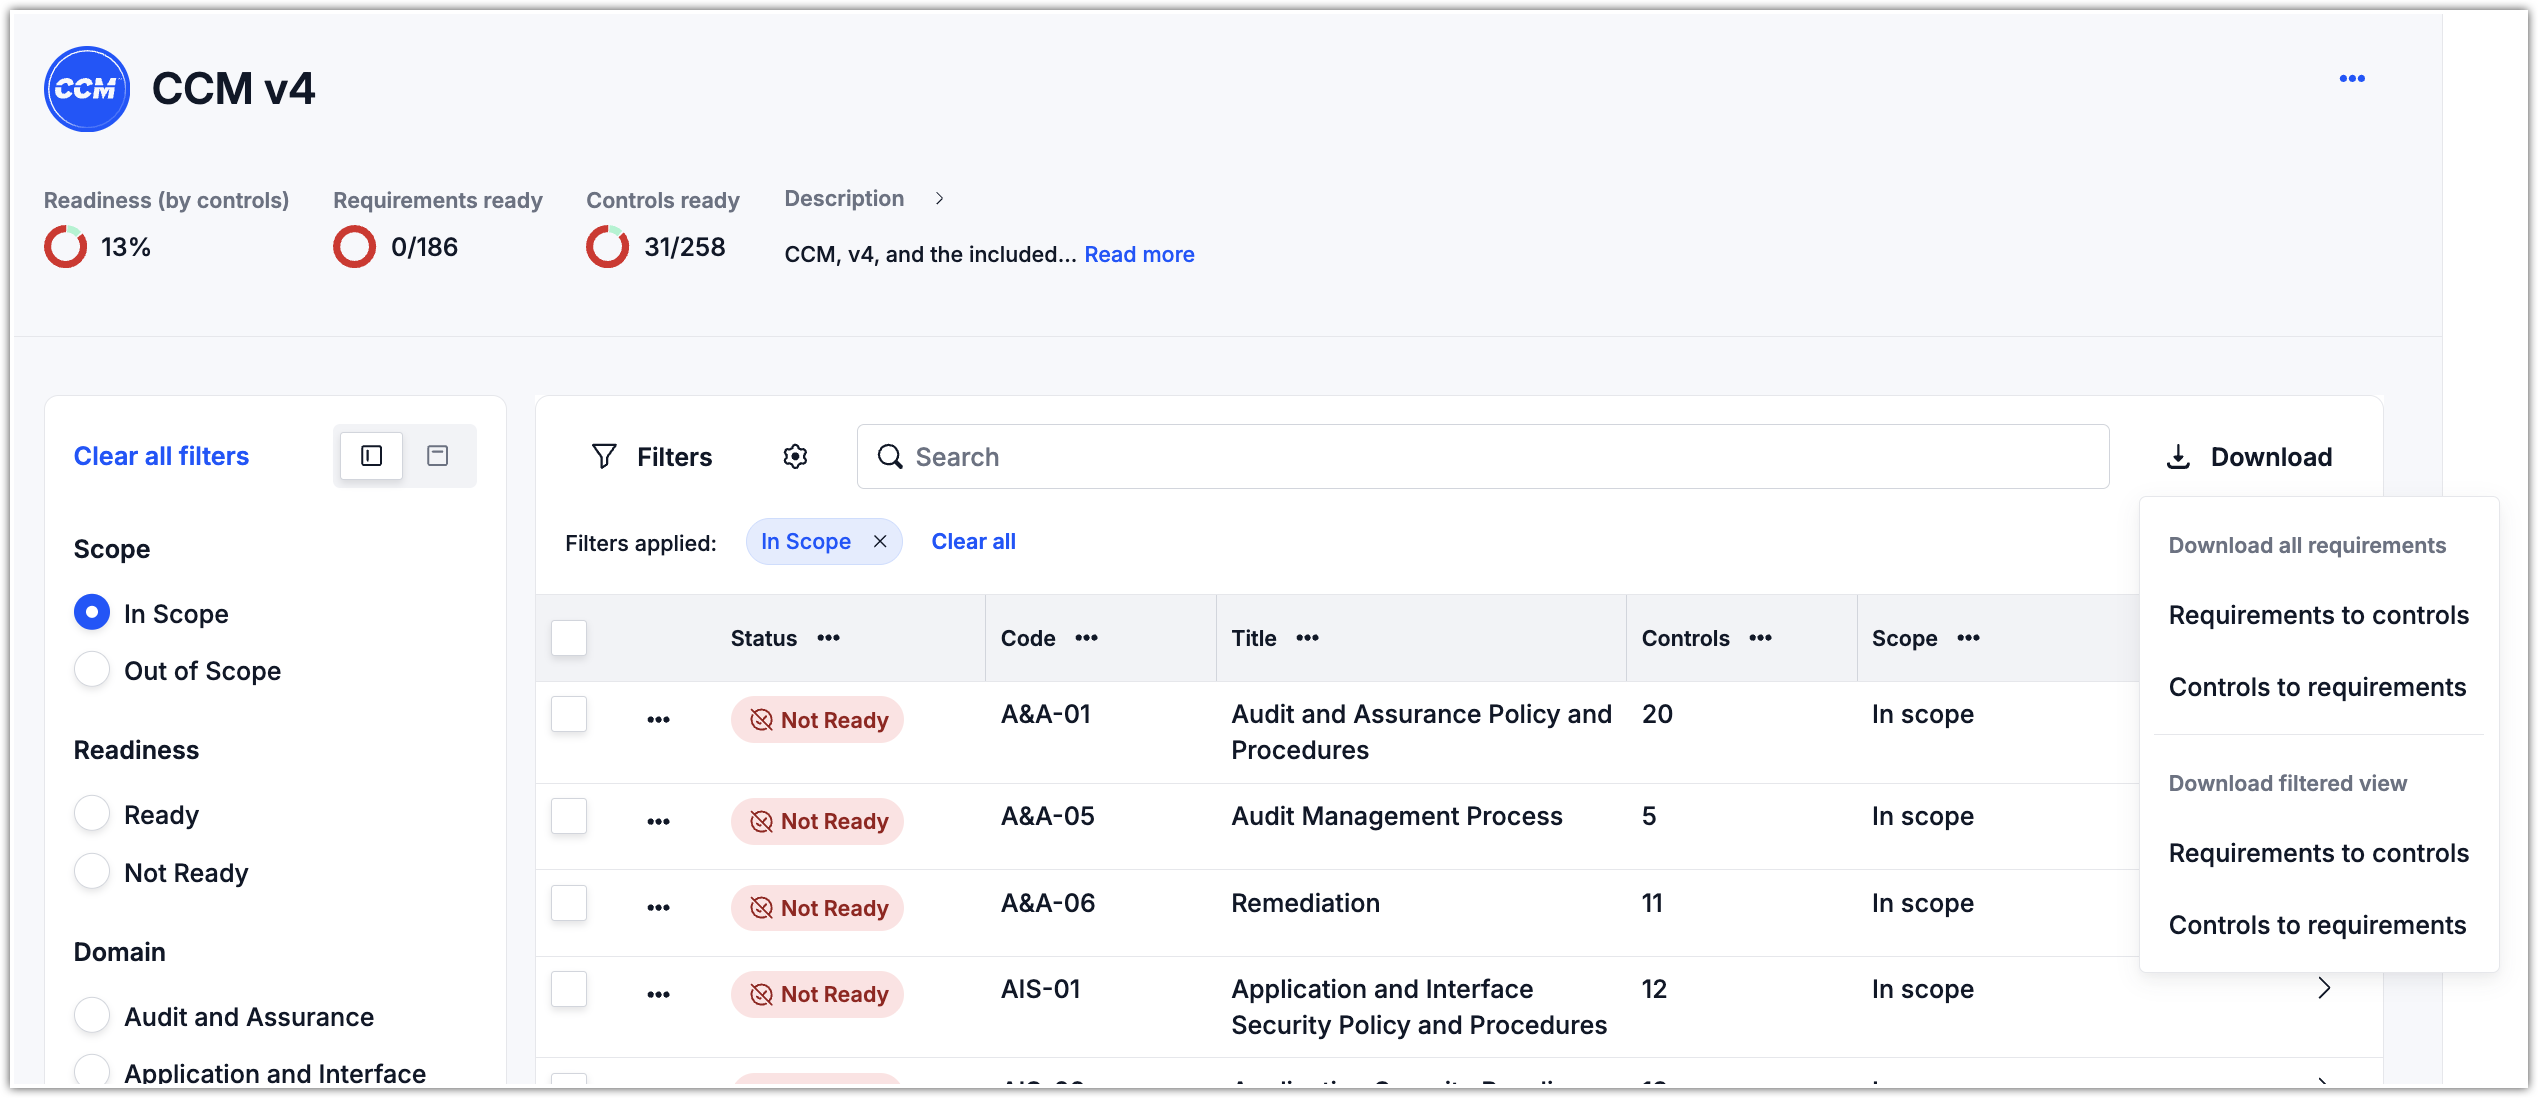 CCM
CCM v4
Readiness (by controls)
Requirements ready
Controls ready
Description
13%
0/186
31/258
CCM, v4, and the included... Read more
Clear all filters
Scope
In Scope
Out of Scope
Readiness
Ready
Not Ready
Domain
Audit and Assurance
Application and Interface
Filters
Search
Download
Filters applied:
In Scope
Clear all
Status
Code
Title
Controls
Scope
Not Ready
A&A-01
Audit and Assurance Policy and
Procedures
20
In scope
Not Ready
A&A-05
Audit Management Process
5
In scope
Not Ready
A&A-06
Remediation
11
In scope
Not Ready
AIS-01
Application and Interface
Security Policy and Procedures
12
In scope
Download all requirements
Requirements to controls
Controls to requirements
Download filtered view
Requirements to controls
Controls to requirements